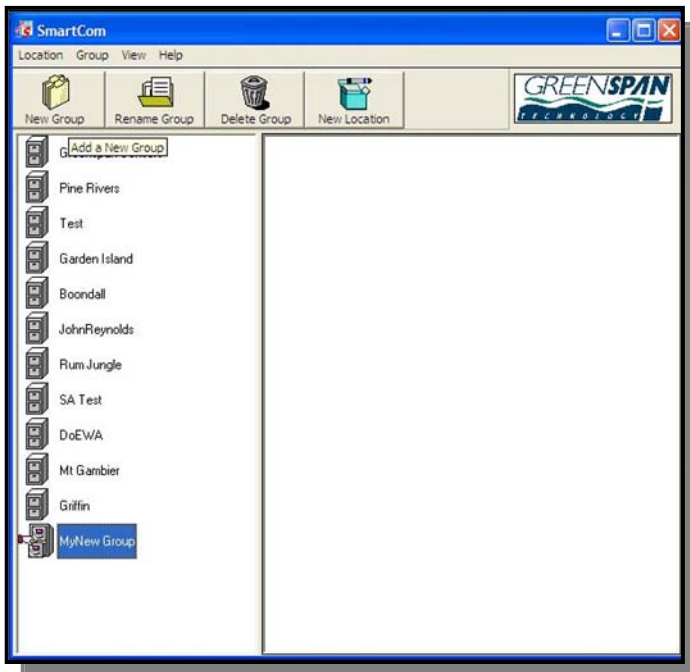 SmartCom
Location Group View Help
New Group Rename Group Delete Group New Location
GREENSPAN
TECHNOLOGY
Add a New Group
Pine Rivers
Test
Garden Island
Boondall
JohnReynolds
Rum Jungle
SA Test
DoEWA
Mt Gambier
Griffin
MyNew Group